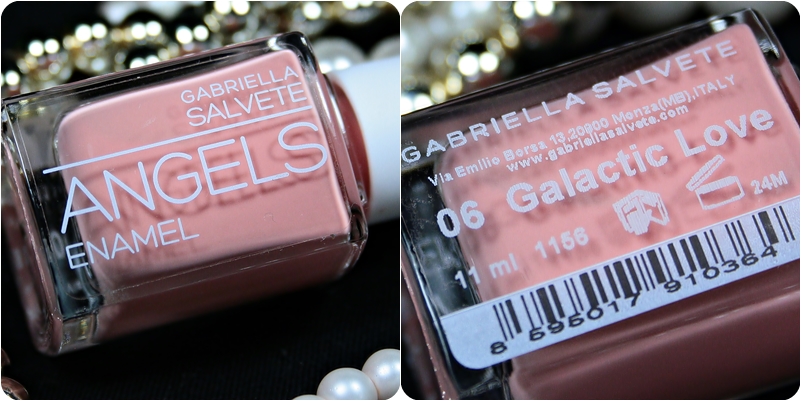 GABRIELLA
SALVETE
ANGELS
ENAMEL
GABRIELLA SALVETE
Via Emilio Borsa 13,20900 Monza(MB),ITALY
www.gabriellasalvete.com
06 Galactic Love
11 ml 1156
24M
8 595017 910364